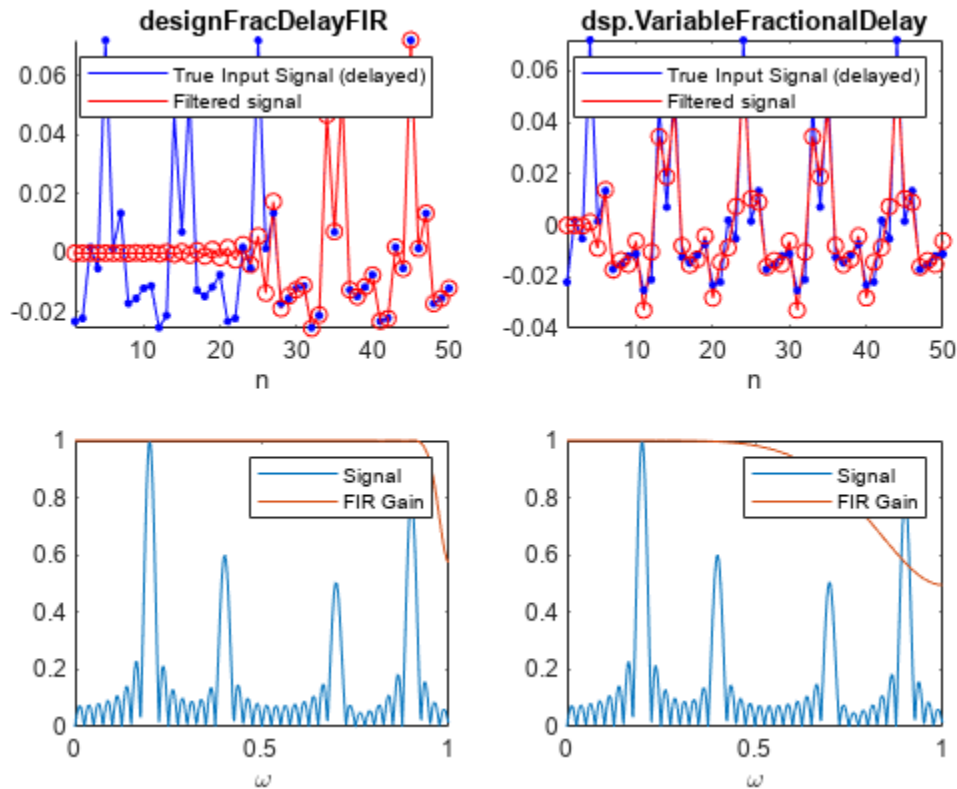 designFracDelayFIR
0.06
0.04
0.02
0
-0.02
True Input Signal (delayed)
Filtered signal
10
20
30
40
50
n
dsp.VariableFractionalDelay
0.06
0.04
0.02
0
-0.02
-0.04
True Input Signal (delayed)
Filtered signal
10
20
30
40
50
n
1
0.8
0.6
0.4
0.2
0
Signal
FIR Gain
0
0.5
1
ω
1
0.8
0.6
0.4
0.2
0
Signal
FIR Gain
0
0.5
1
ω